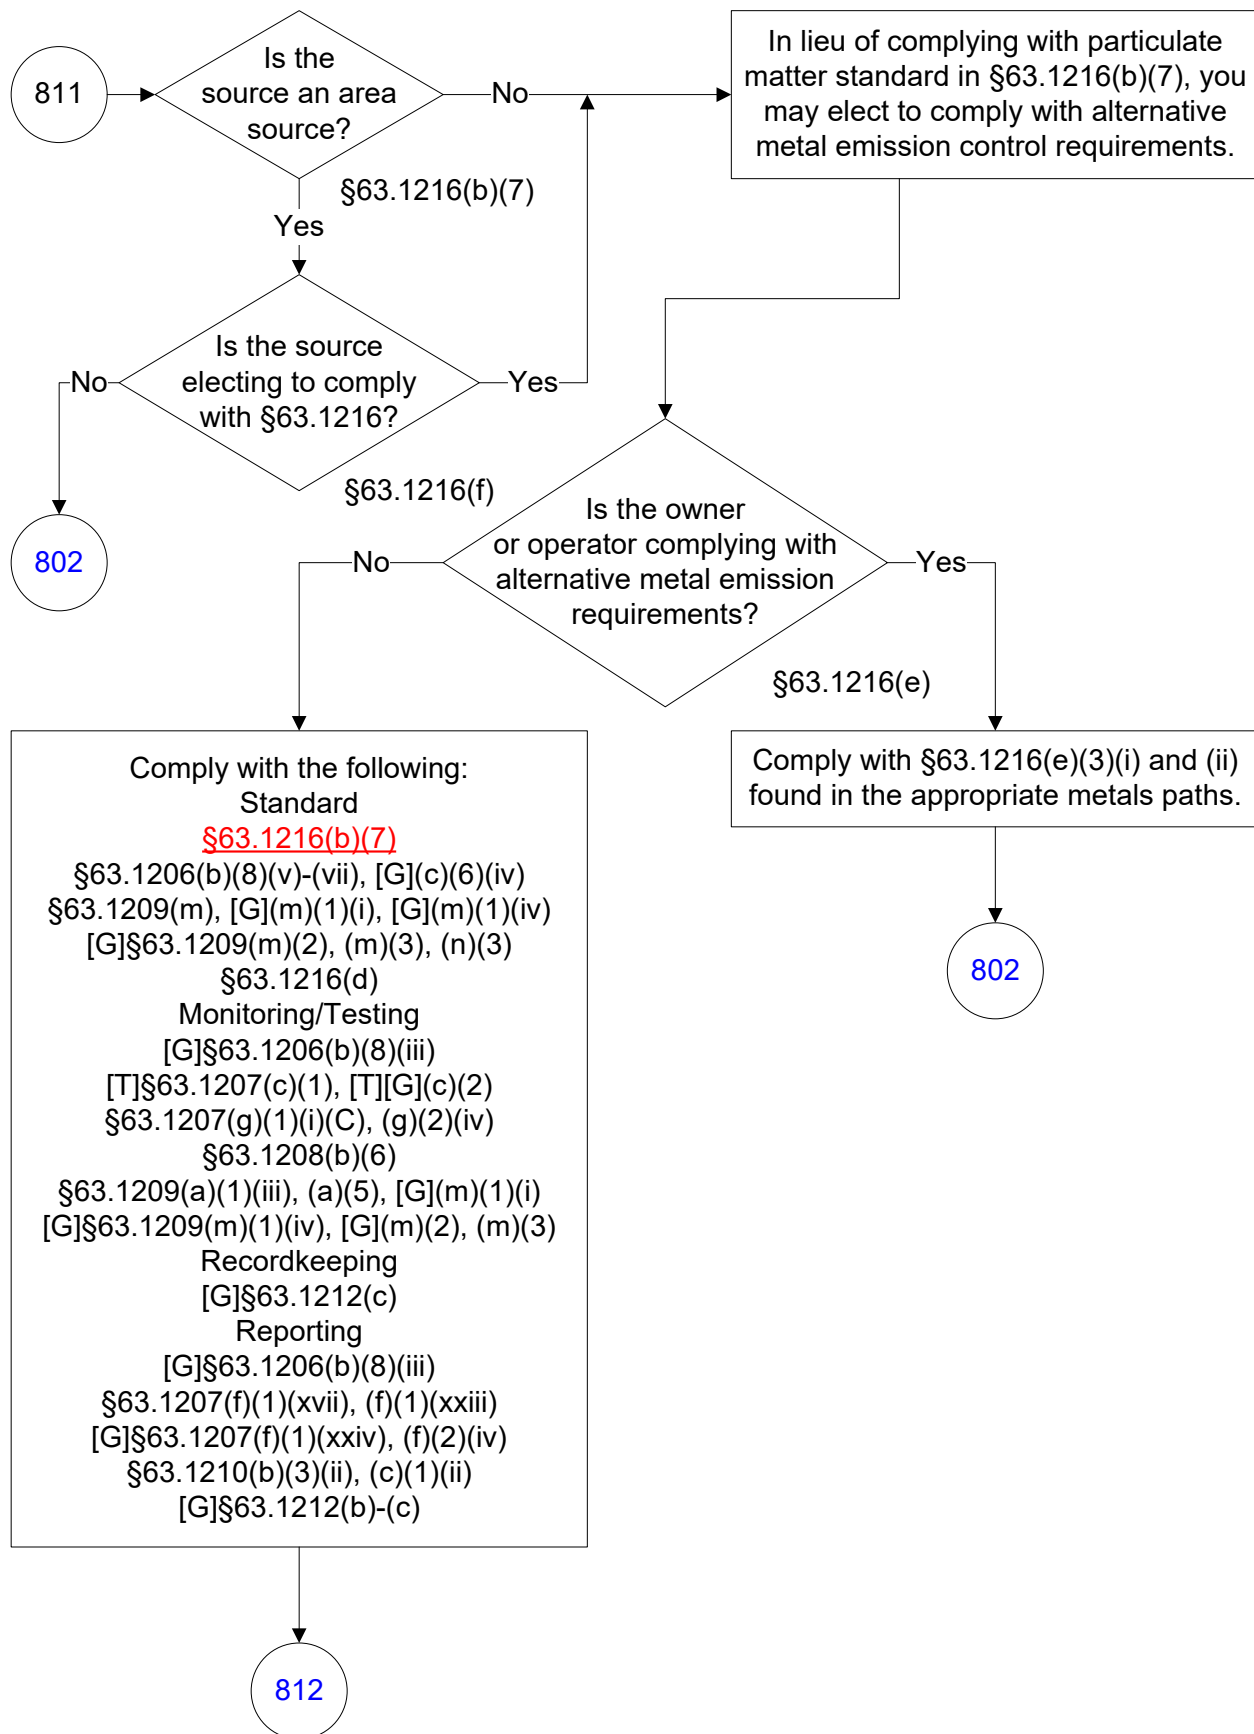 811
Is the
source an area
source?
No
In lieu of complying with particulate
matter standard in §63.1216(b)(7), you
may elect to comply with alternative
metal emission control requirements.
§63.1216(b)(7)
Yes
Is the source
electing to comply
with §63.1216?
No
Yes
§63.1216(f)
802
Is the owner
or operator complying with
alternative metal emission
requirements?
No
Yes
§63.1216(e)
Comply with the following:
Standard
§63.1216(b)(7)
§63.1206(b)(8)(v)-(vii), [G](c)(6)(iv)
§63.1209(m), [G](m)(1)(i), [G](m)(1)(iv)
[G]§63.1209(m)(2), (m)(3), (n)(3)
§63.1216(d)
Monitoring/Testing
[G]§63.1206(b)(8)(iii)
[T]§63.1207(c)(1), [T][G](c)(2)
§63.1207(g)(1)(i)(C), (g)(2)(iv)
§63.1208(b)(6)
§63.1209(a)(1)(iii), (a)(5), [G](m)(1)(i)
[G]§63.1209(m)(1)(iv), [G](m)(2), (m)(3)
Recordkeeping
[G]§63.1212(c)
Reporting
[G]§63.1206(b)(8)(iii)
§63.1207(f)(1)(xvii), (f)(1)(xxiii)
[G]§63.1207(f)(1)(xxiv), (f)(2)(iv)
§63.1210(b)(3)(ii), (c)(1)(ii)
[G]§63.1212(b)-(c)
Comply with §63.1216(e)(3)(i) and (ii)
found in the appropriate metals paths.
802
812